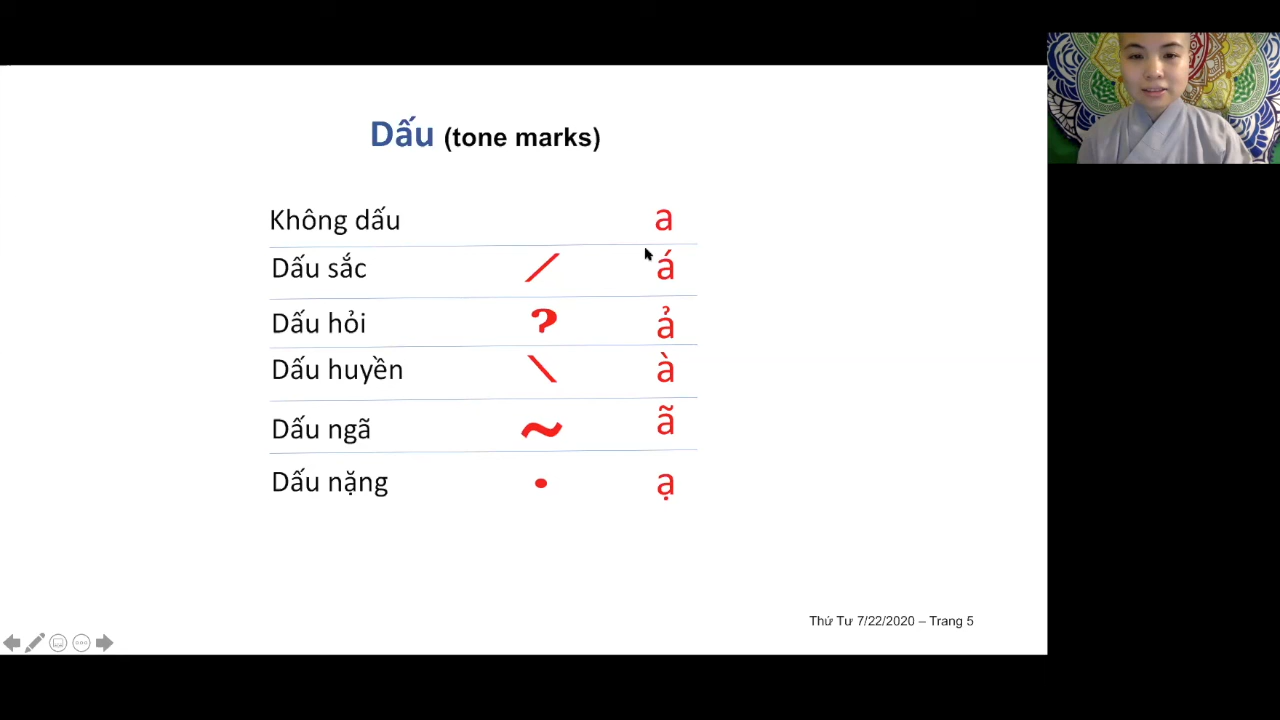 Dấu (tone marks)
Không dấu a
Dấu sắc / á
Dấu hỏi ? ả
Dấu huyền \ à
Dấu ngã ~ ã
Dấu nặng . ạ
Thứ Tư 7/22/2020 – Trang 5